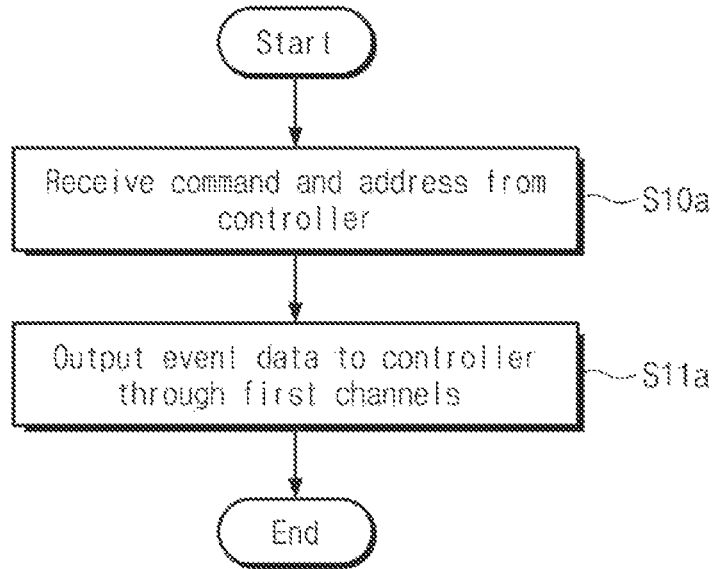 Start
Receive command and address from
controller
S10a
Output event data to controller
through first channels
S11a
End